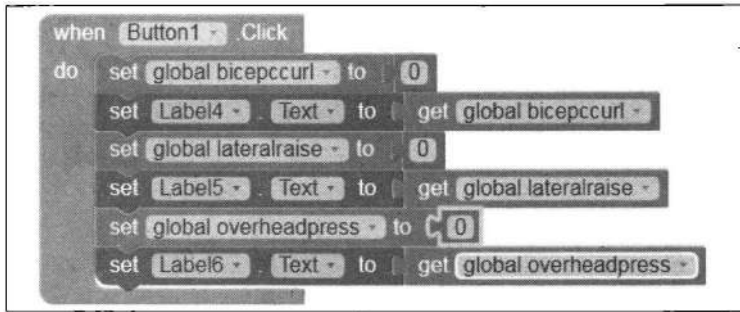 when Button1 .Click
do set global bicepccurl to 0
set Label4 . Text to get global bicepccurl
set global lateralraise to 0
set Label5 . Text to get global lateralraise
set global overheadpress to 0
set Label6 . Text to get global overheadpress